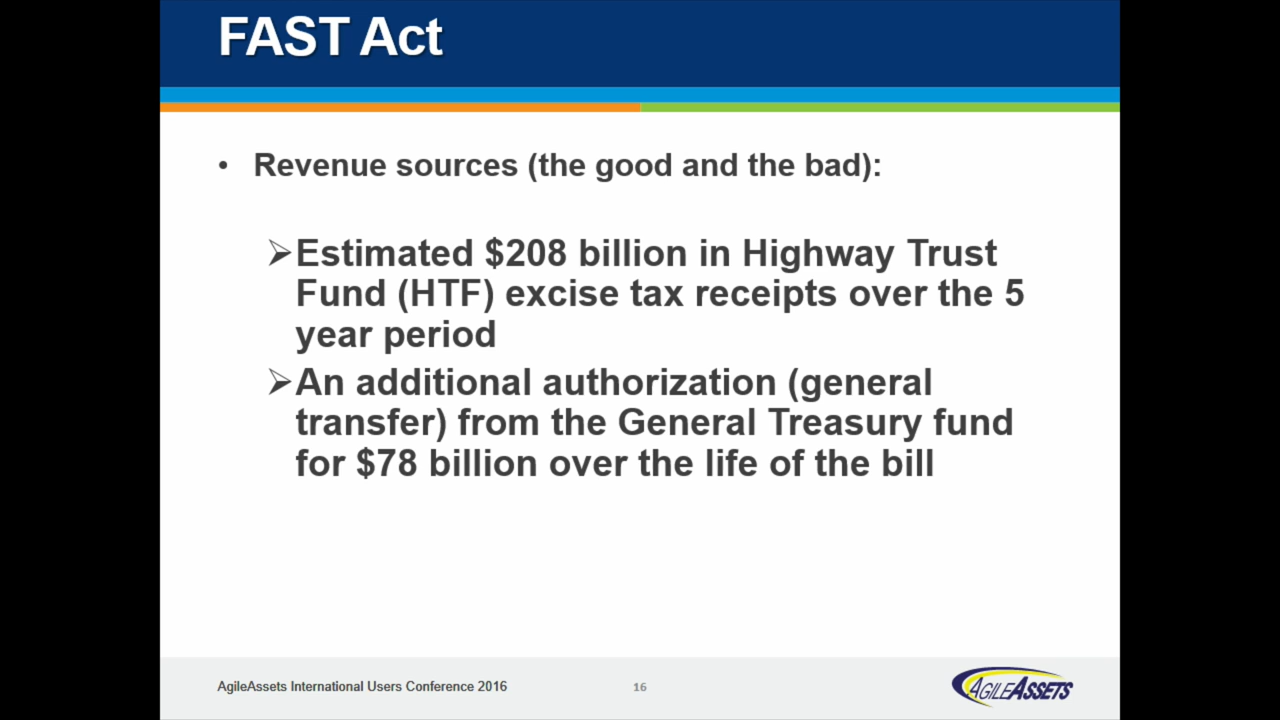 FAST Act
• Revenue sources (the good and the bad):
➢Estimated $208 billion in Highway Trust
Fund (HTF) excise tax receipts over the 5
year period
➢An additional authorization (general
transfer) from the General Treasury fund
for $78 billion over the life of the bill
AgileAssets International Users Conference 2016
16
AGILEASSETS